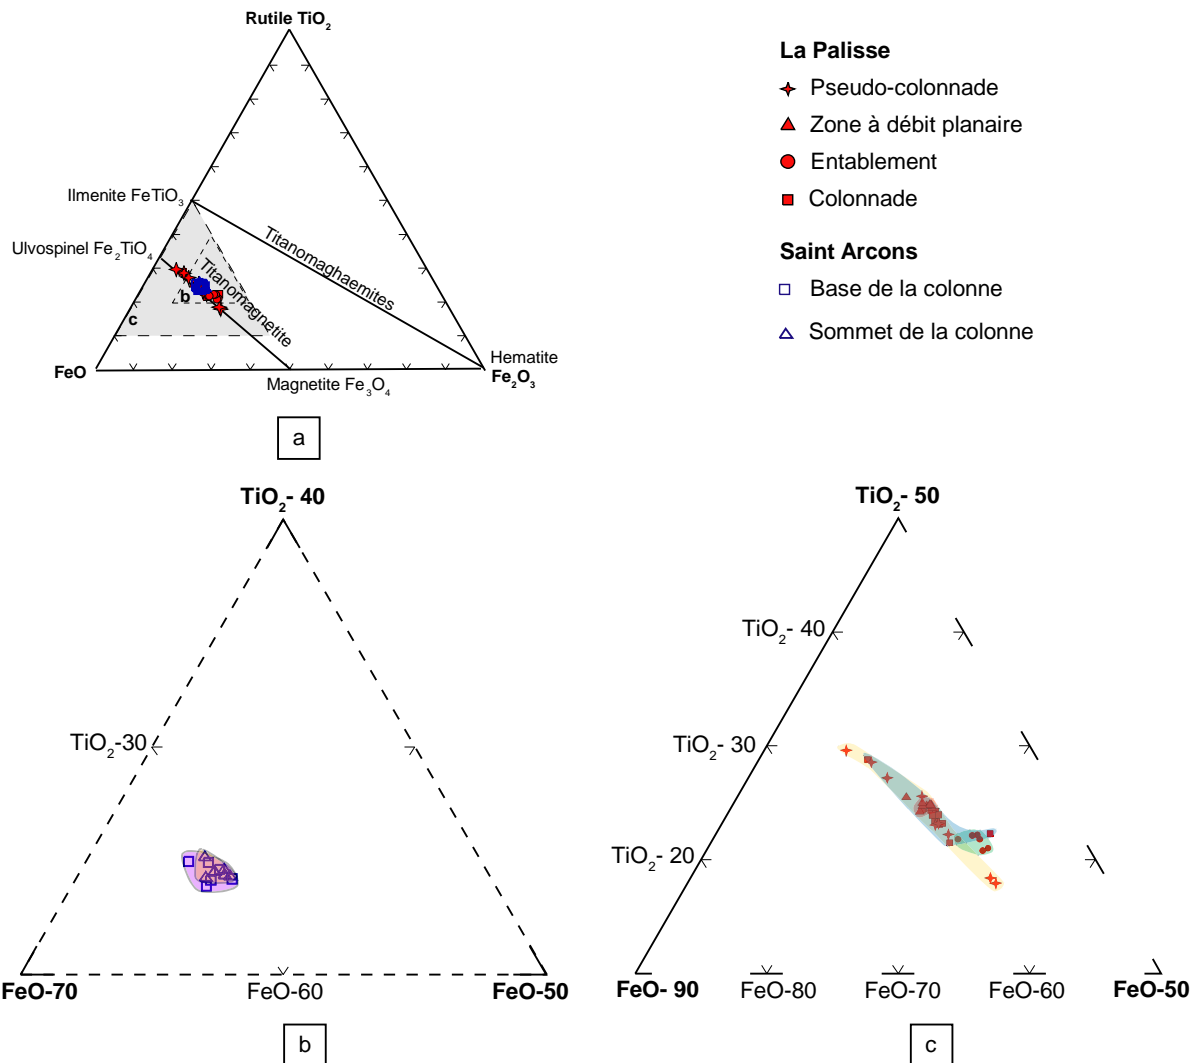 Rutile TiO₂
Ilmenite FeTiO₃
Ulvospinel Fe₂TiO₄
Titanomaghaemites
Titanomagnetite
b
c
FeO
Magnetite Fe₃O₄
Hematite
Fe₂O₃
a
La Palisse
Pseudo-colonnade
Zone à débit planaire
Entablement
Colonnade
Saint Arcons
Base de la colonne
Sommet de la colonne
TiO₂- 40
TiO₂-30
FeO-70
FeO-60
FeO-50
b
TiO₂- 50
TiO₂- 40
TiO₂- 30
TiO₂- 20
FeO- 90
FeO-80
FeO-70
FeO-60
FeO-50
c